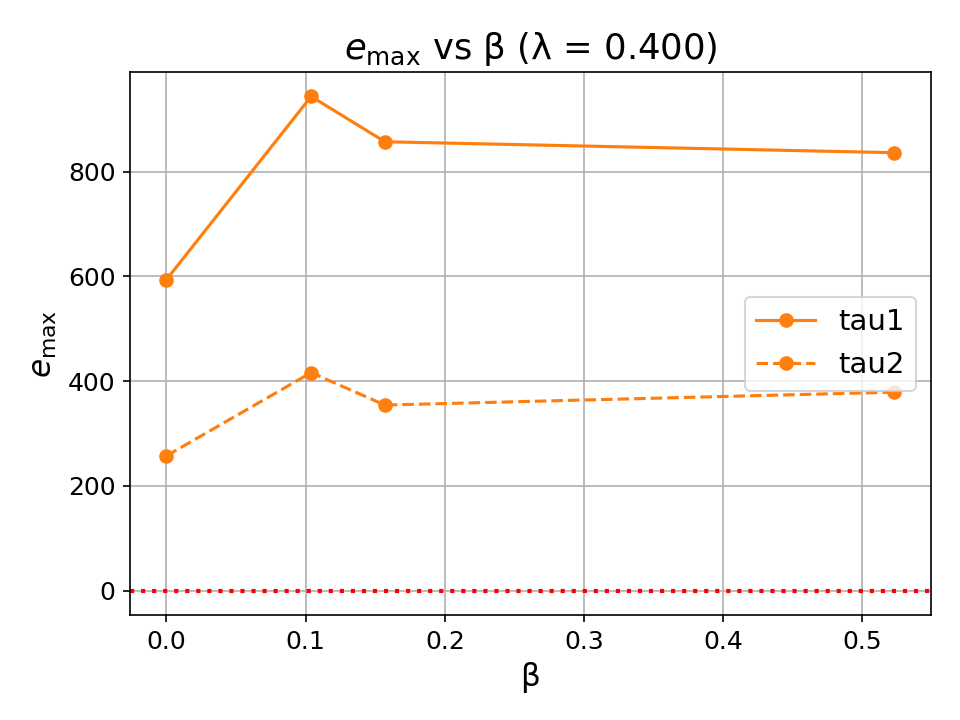 e_max vs β (λ = 0.400)
e_max
800
600
400
200
0
tau1
tau2
0.0 0.1 0.2 0.3 0.4 0.5
β